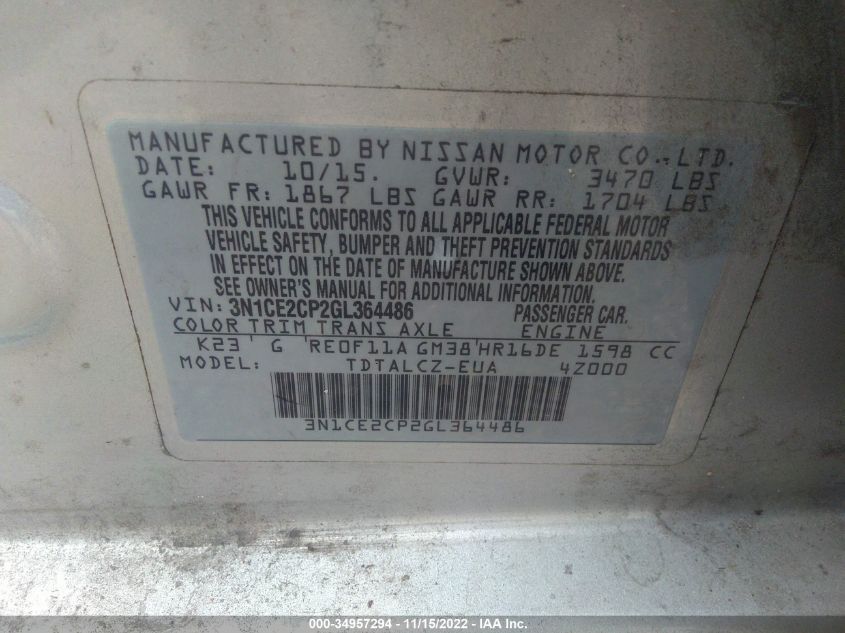 MANUFACTURED BY NISSAN MOTOR CO., LTD.
DATE: 10/15. GVWR: 3470 LBS
GAWR FR: 1867 LBS GAWR RR: 1704 LBS
THIS VEHICLE CONFORMS TO ALL APPLICABLE FEDERAL MOTOR
VEHICLE SAFETY, BUMPER AND THEFT PREVENTION STANDARDS
IN EFFECT ON THE DATE OF MANUFACTURE SHOWN ABOVE.
SEE OWNER'S MANUAL FOR ADDITIONAL INFORMATION.
VIN: 3N1CE2CP2GL364486 PASSENGER CAR.
COLOR TRIM TRANS AXLE ENGINE
K23 G RE0F11A GM38 HR16DE 1598 CC
MODEL: TDTALCZ-EUA 4Z000
3N1CE2CP2GL364486
000-34957294 - 11/15/2022 - IAA Inc.